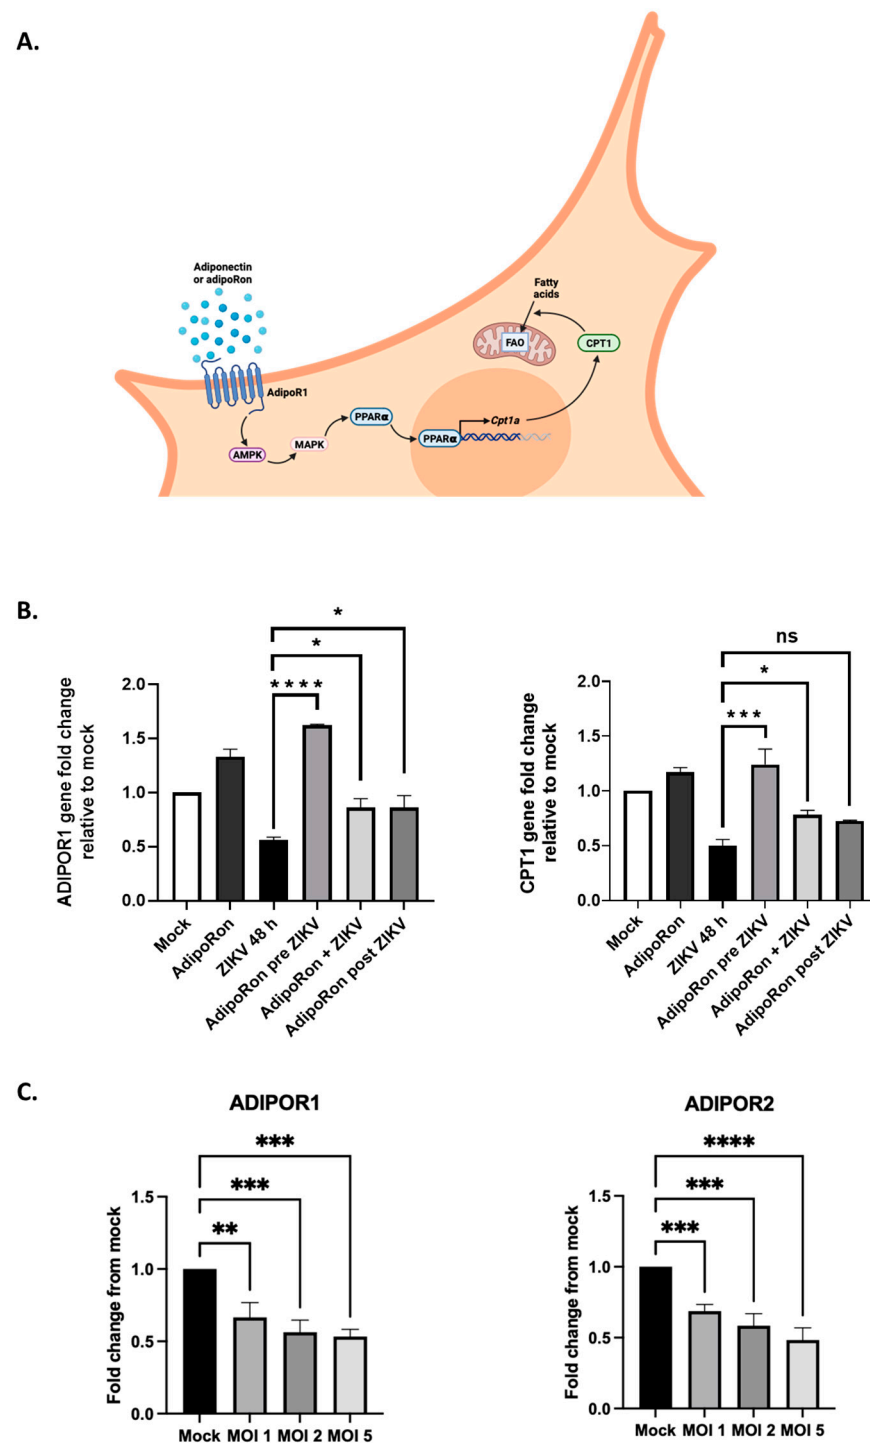 A.
Adiponectin
or adipoRon
AdipoR1
AMPK
MAPK
PPARα
PPARα
Cpt1a
CPT1
Fatty
acids
FAO
B.
ADIPOR1 gene fold change
relative to mock
2.0
1.5
1.0
0.5
0.0
****
*
*
Mock
AdipoRon
ZIKV 48 h
AdipoRon pre ZIKV
AdipoRon + ZIKV
AdipoRon post ZIKV
CPT1 gene fold change
relative to mock
2.0
1.5
1.0
0.5
0.0
***
*
ns
Mock
AdipoRon
ZIKV 48 h
AdipoRon pre ZIKV
AdipoRon + ZIKV
AdipoRon post ZIKV
C.
ADIPOR1
Fold change from mock
1.5
1.0
0.5
0.0
***
***
**
Mock MOI 1 MOI 2 MOI 5
ADIPOR2
Fold change from mock
1.5
1.0
0.5
0.0
****
***
***
Mock MOI 1 MOI 2 MOI 5